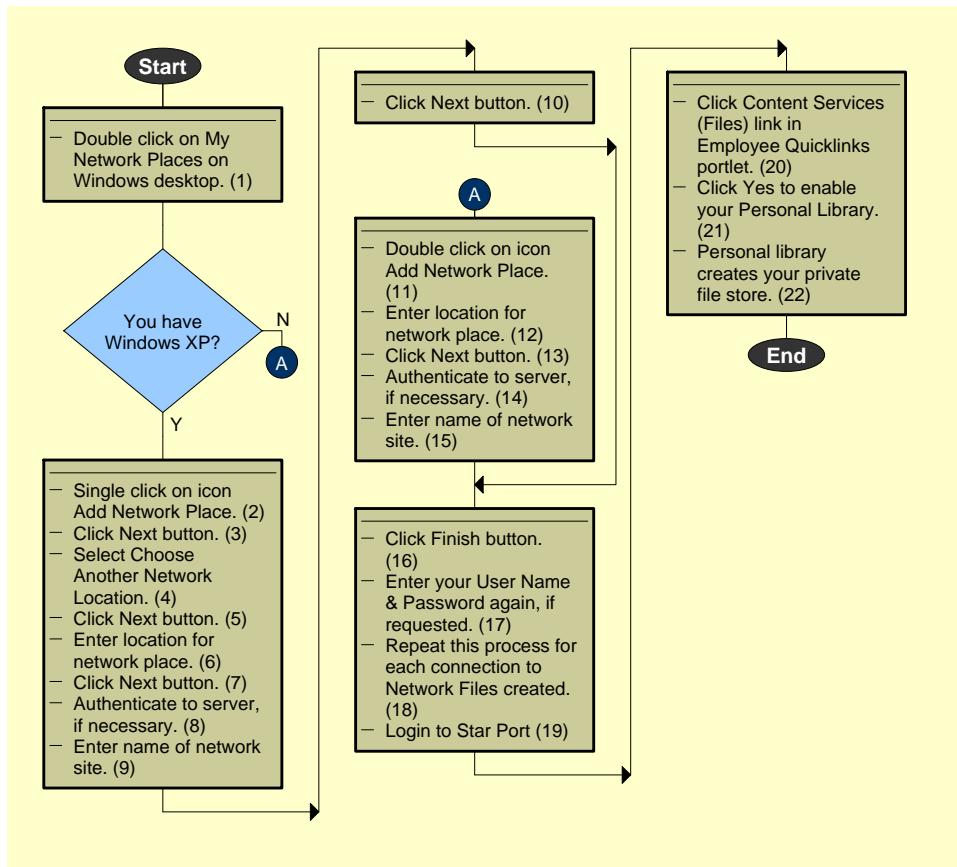 Start
— Double click on My
Network Places on
Windows desktop. (1)
You have
Windows XP?
N
A
Y
— Single click on icon
Add Network Place. (2)
— Click Next button. (3)
— Select Choose
Another Network
Location. (4)
— Click Next button. (5)
— Enter location for
network place. (6)
— Click Next button. (7)
— Authenticate to server,
if necessary. (8)
— Enter name of network
site. (9)
— Click Next button. (10)
A
— Double click on icon
Add Network Place.
(11)
— Enter location for
network place. (12)
— Click Next button. (13)
— Authenticate to server,
if necessary. (14)
— Enter name of network
site. (15)
— Click Finish button.
(16)
— Enter your User Name
& Password again, if
requested. (17)
— Repeat this process for
each connection to
Network Files created.
(18)
— Login to Star Port (19)
— Click Content Services
(Files) link in
Employee Quicklinks
portlet. (20)
— Click Yes to enable
your Personal Library.
(21)
— Personal library
creates your private
file store. (22)
End